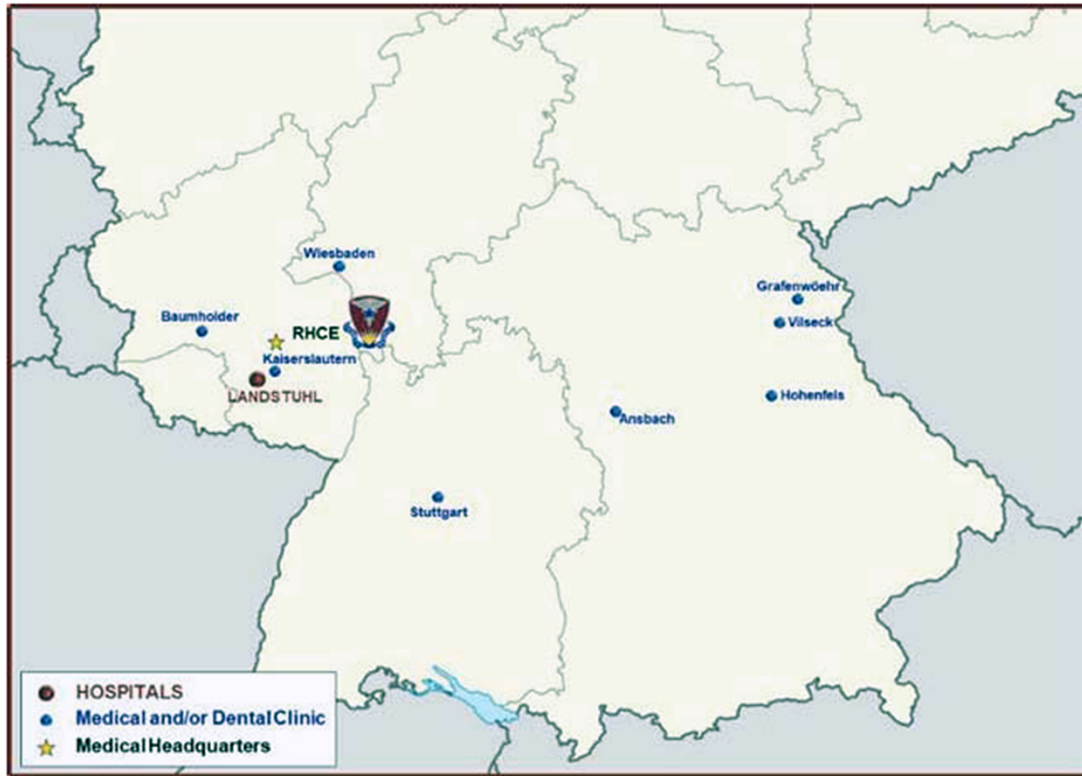 Wiesbaden
Grafenwöehr
Baumholder
Vilseck
RHCE
Kaiserslautern
LANDSTUHL
Hohenfels
Ansbach
Stuttgart
HOSPITALS
Medical and/or Dental Clinic
Medical Headquarters